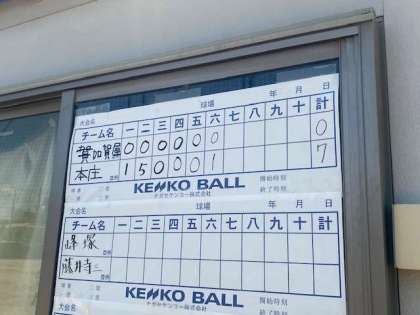 大会名 球場 年 月 日
チーム名 一 二 三 四 五 六 七 八 九 十 計
加賀屋 0 0 0 0 0 0 0
本庄 1 5 0 0 0 1 7
KENKO BALL 開始時刻
ナガセケンコー株式会社 終了時刻
大会名 球場 年 月 日
チーム名 一 二 三 四 五 六 七 八 九 十 計
峰塚
藤井寺
KENKO BALL 開始時刻
ナガセケンコー株式会社 終了時刻